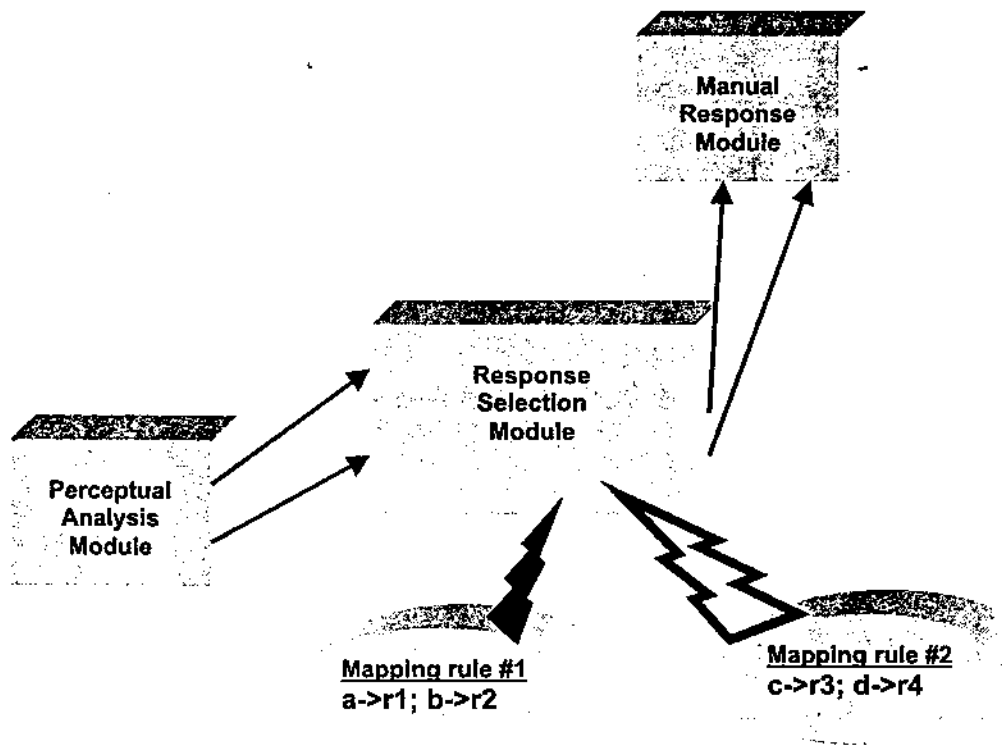 Manual
Response
Module
Response
Selection
Module
Perceptual
Analysis
Module
Mapping rule #1
a->r1; b->r2
Mapping rule #2
c->r3; d->r4